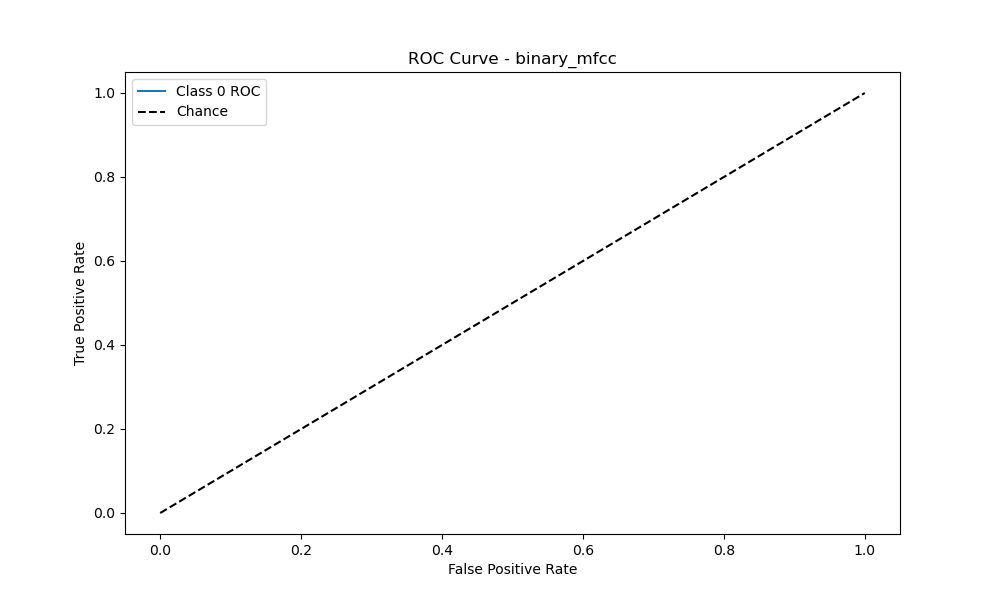 ROC Curve - binary_mfcc
Class 0 ROC
Chance
True Positive Rate
1.0
0.8
0.6
0.4
0.2
0.0
0.0 0.2 0.4 0.6 0.8 1.0
False Positive Rate